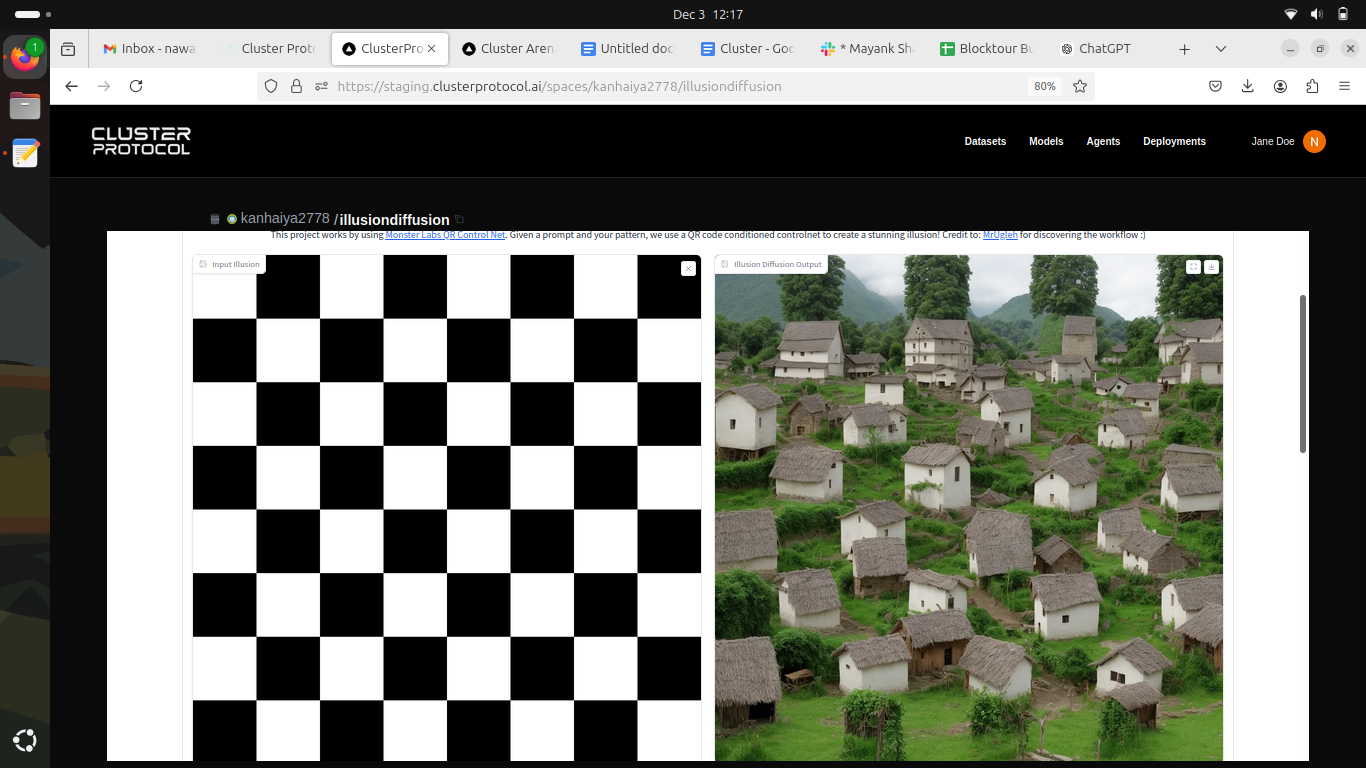 Dec 3 12:17
1
Inbox - nawa
Cluster Proto
ClusterPro
Cluster Aren
Untitled doc
Cluster - Goo
* Mayank Sha
Blocktour Bu
ChatGPT
https://staging.clusterprotocol.ai/spaces/kanhaiya2778/illusiondiffusion
80%
CLUSTER
PROTOCOL
Datasets
Models
Agents
Deployments
Jane Doe
N
kanhaiya2778 /illusiondiffusion
This project works by using Monster Labs QR Control Net. Given a prompt and your pattern, we use a QR code conditioned controlnet to create a stunning illusion! Credit to: MrUgleh for discovering the workflow :)
Input Illusion
Illusion Diffusion Output